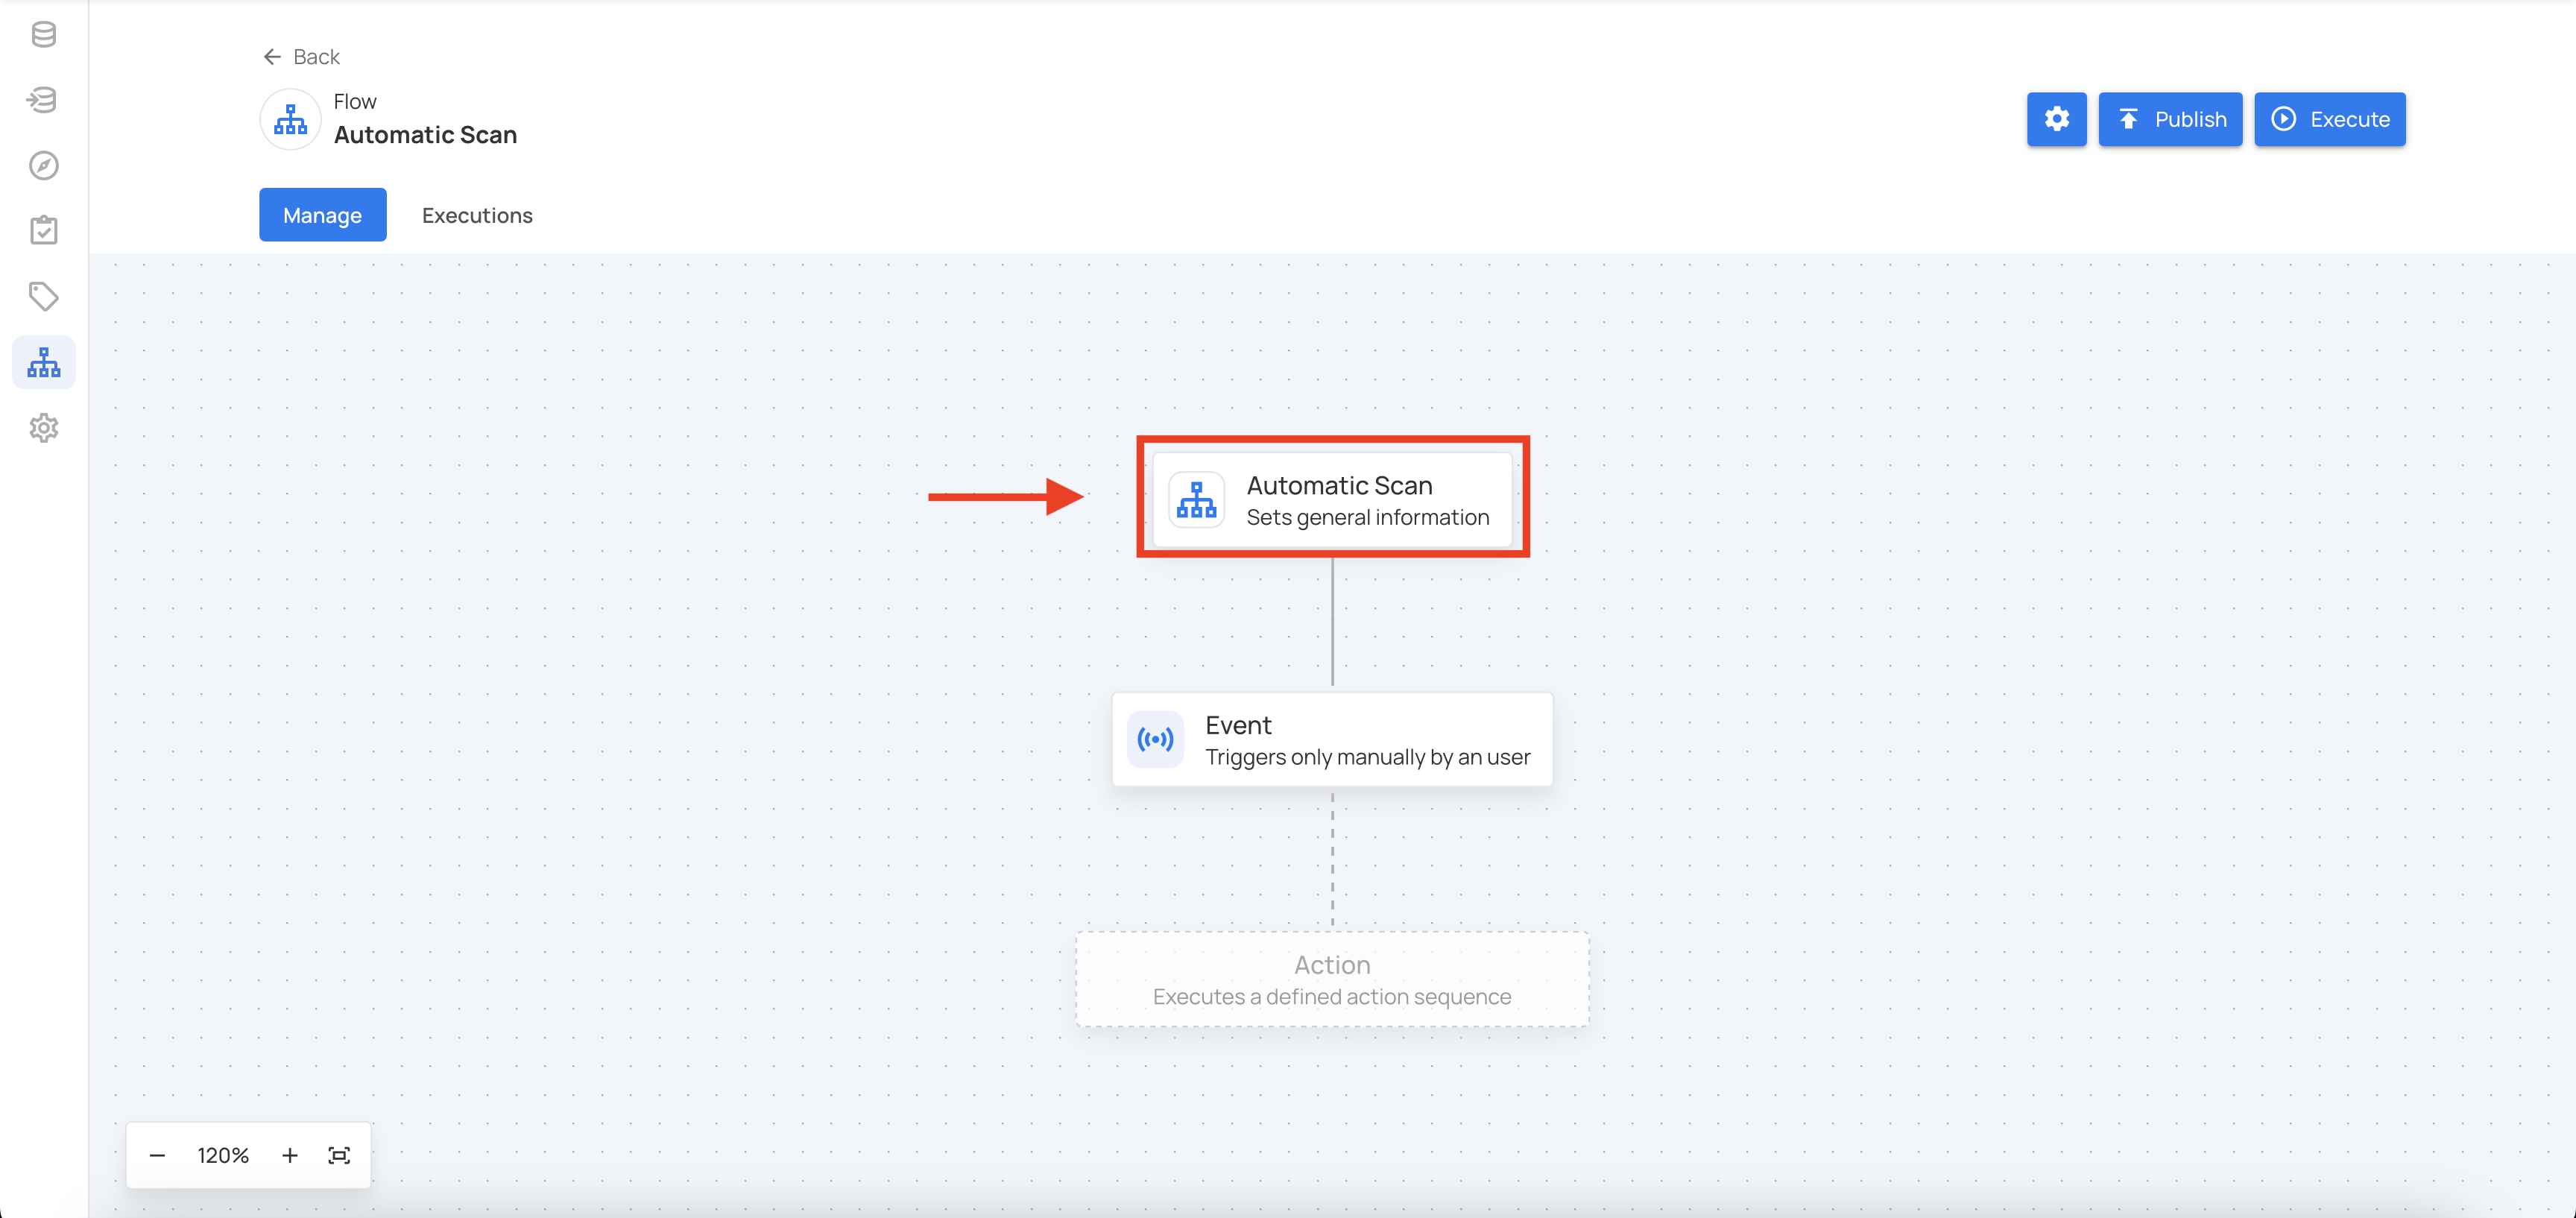 Back
Flow
Automatic Scan
Publish
Execute
Manage
Executions
Automatic Scan
Sets general information
Event
Triggers only manually by an user
Action
Executes a defined action sequence
120%